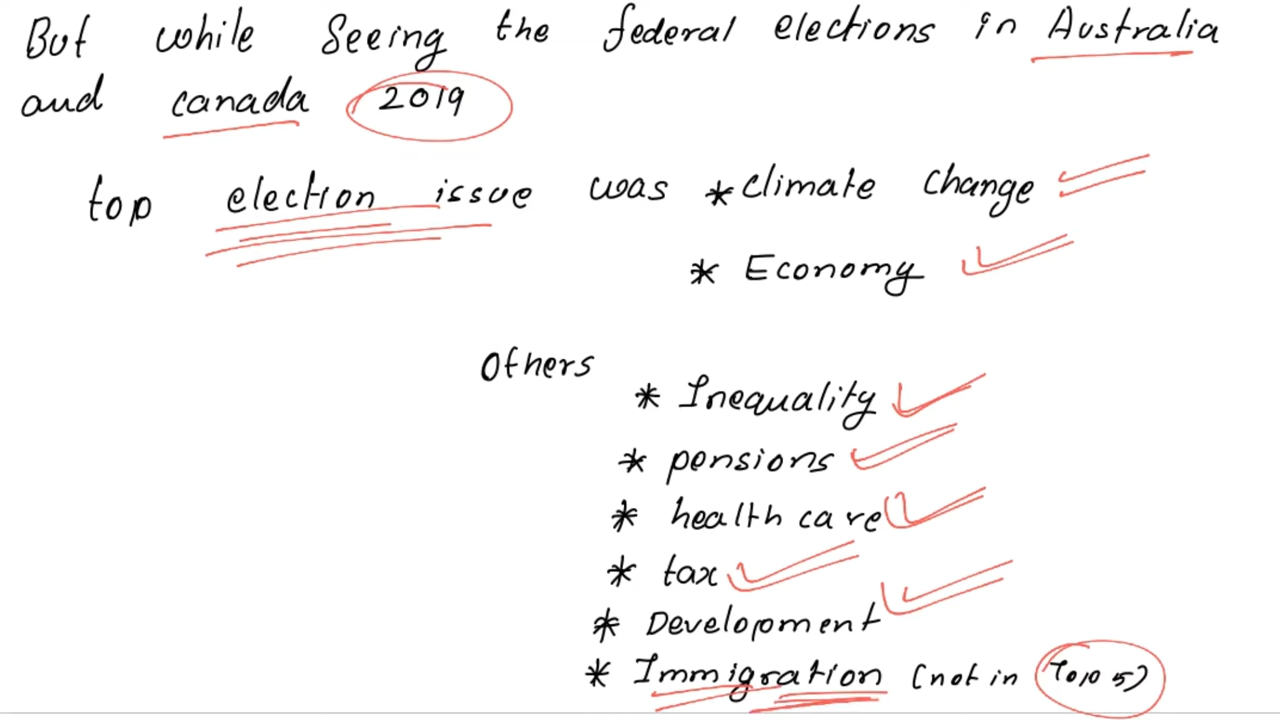 But while Seeing the federal elections in Australia
and canada 2019
top election issue was * Climate change
* Economy
Others
* Inequality
* pensions
* health care
* tax
* Development
* Immigration (not in Top 5)